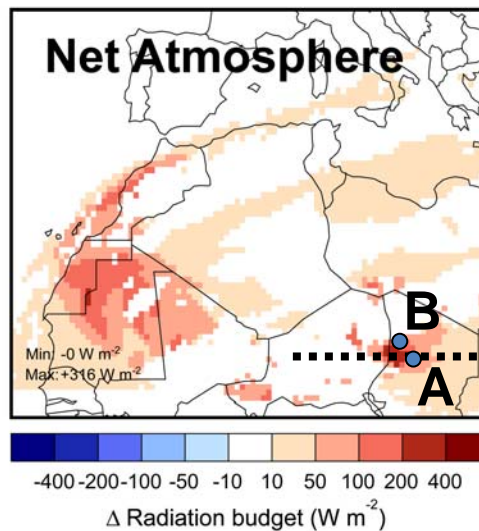 Net Atmosphere
B
A
Min: -0 W m⁻²
Max: +316 W m⁻²
-400 -200 -100 -50 -10 10 50 100 200 400
Δ Radiation budget (W m⁻²)